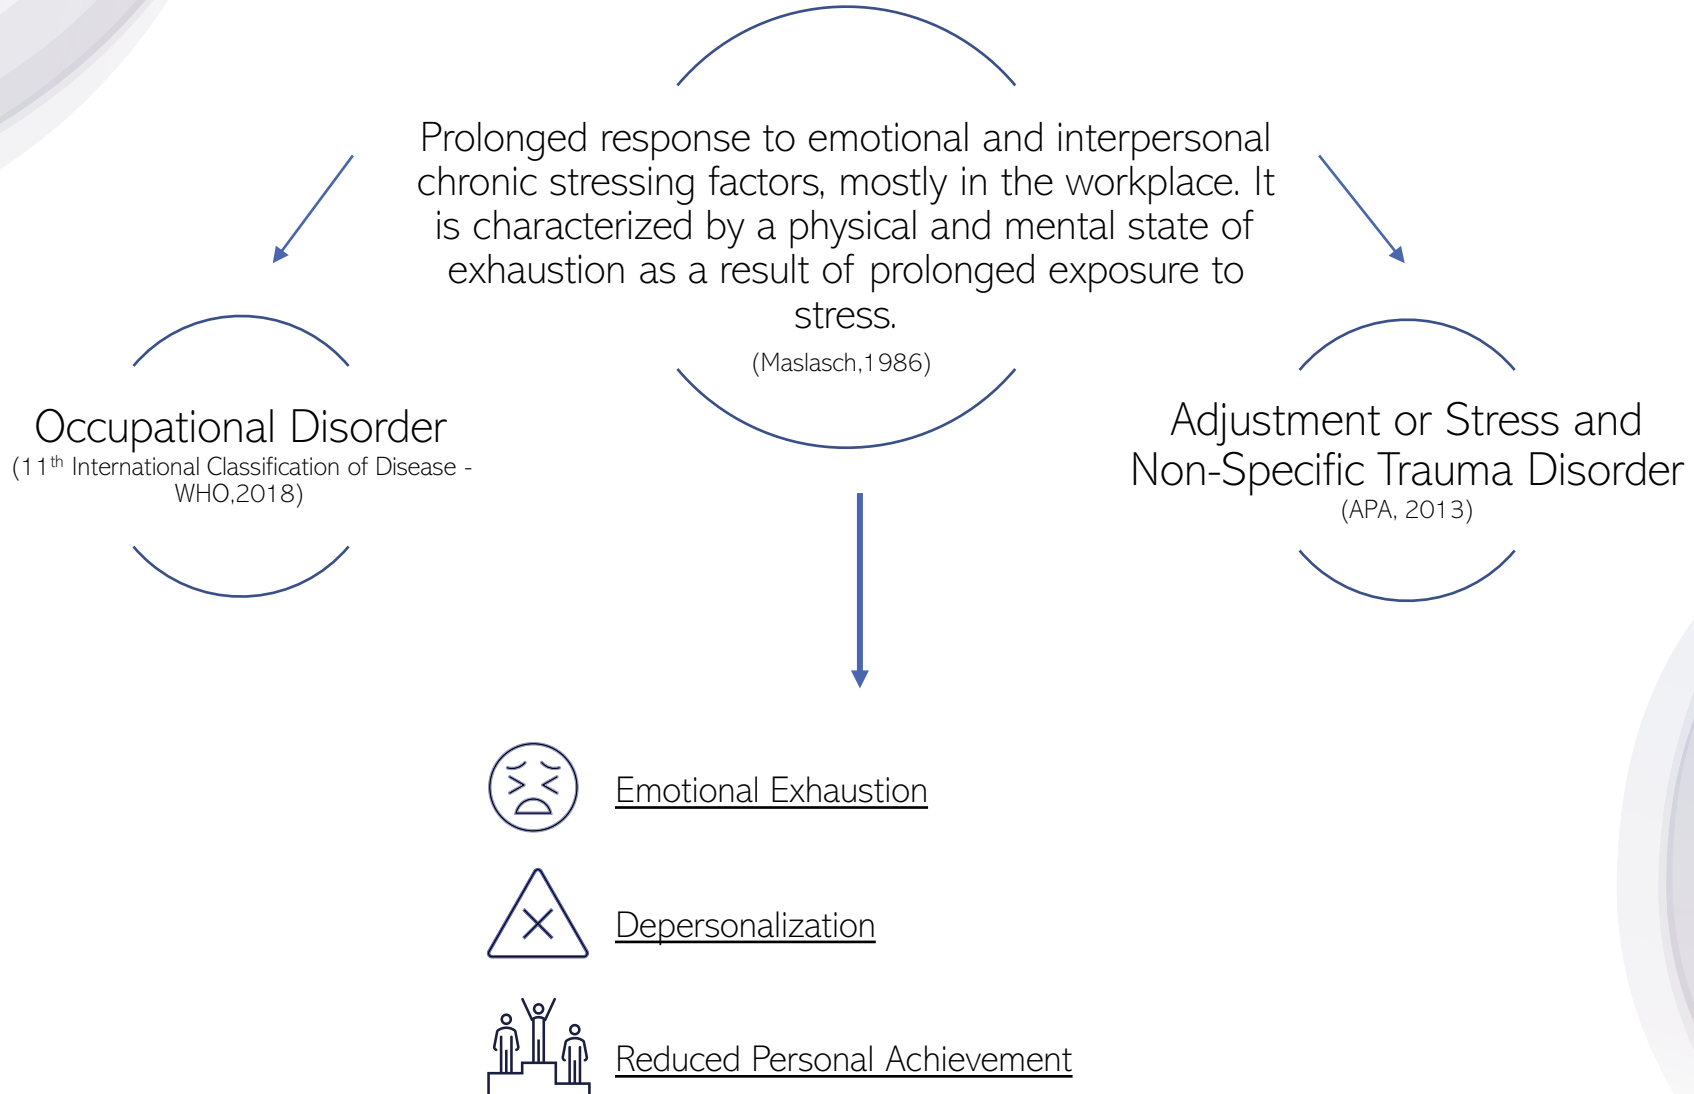 Prolonged response to emotional and interpersonal
chronic stressing factors, mostly in the workplace. It
is characterized by a physical and mental state of
exhaustion as a result of prolonged exposure to
stress.
(Maslasch,1986)
Occupational Disorder
(11th International Classification of Disease -
WHO,2018)
Adjustment or Stress and
Non-Specific Trauma Disorder
(APA, 2013)
Emotional Exhaustion
Depersonalization
Reduced Personal Achievement